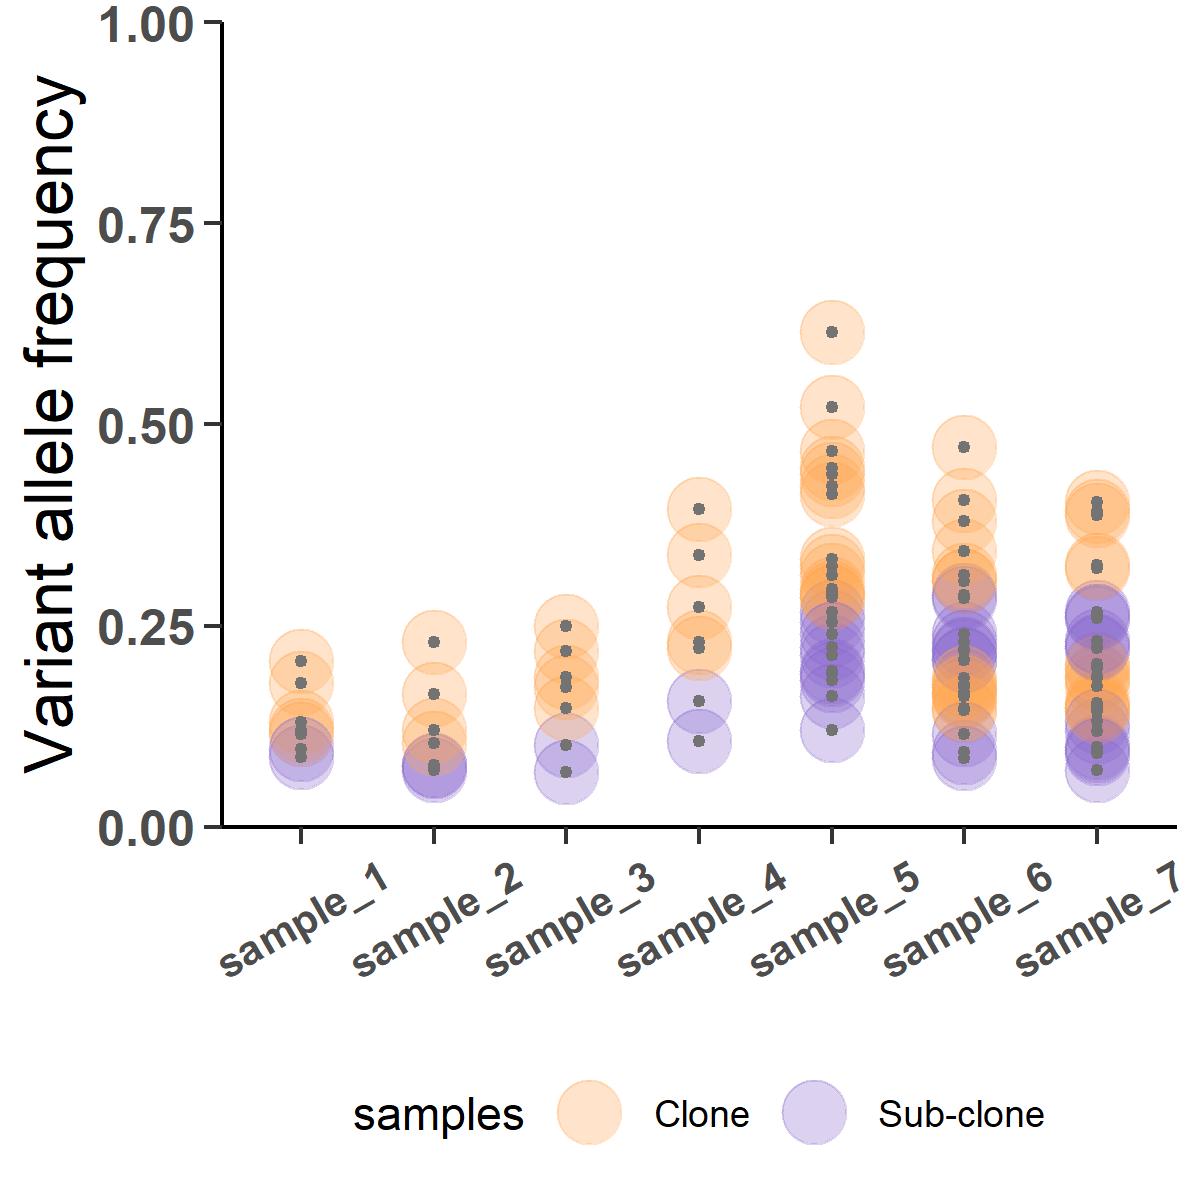 Variant allele frequency
1.00
0.75
0.50
0.25
0.00
sample_1
sample_2
sample_3
sample_4
sample_5
sample_6
sample_7
samples Clone Sub-clone